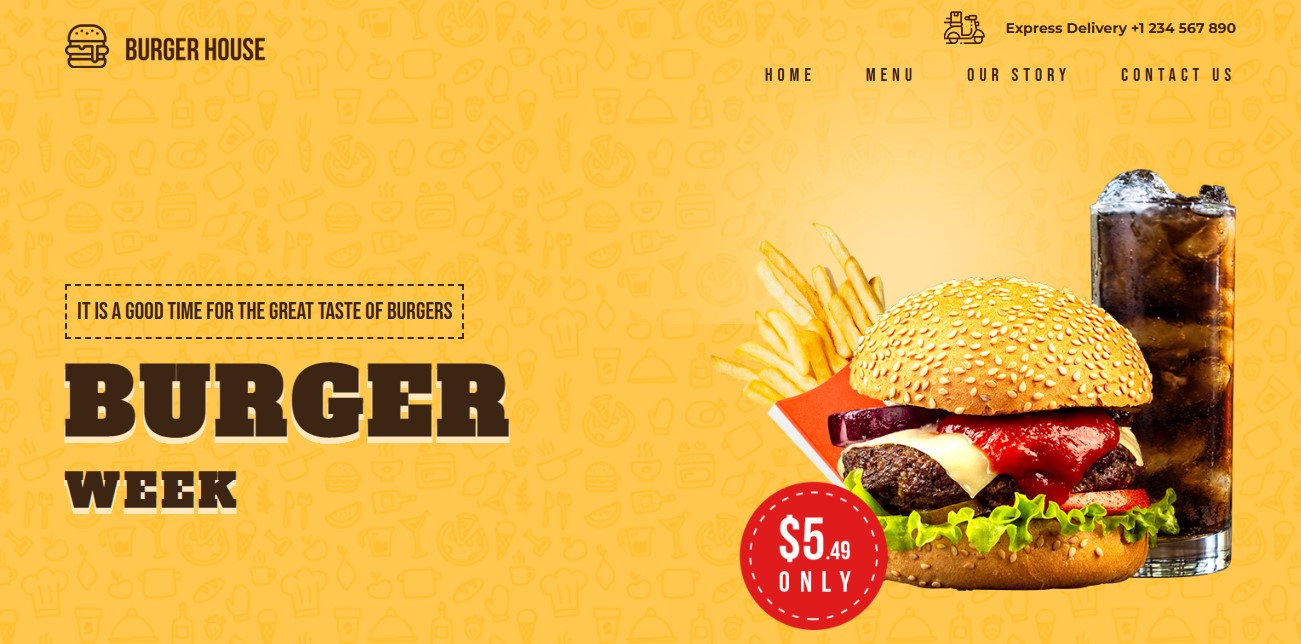 BURGER HOUSE
Express Delivery +1 234 567 890
HOME MENU OUR STORY CONTACT US
IT IS A GOOD TIME FOR THE GREAT TASTE OF BURGERS
BURGER
WEEK
$5.49
ONLY